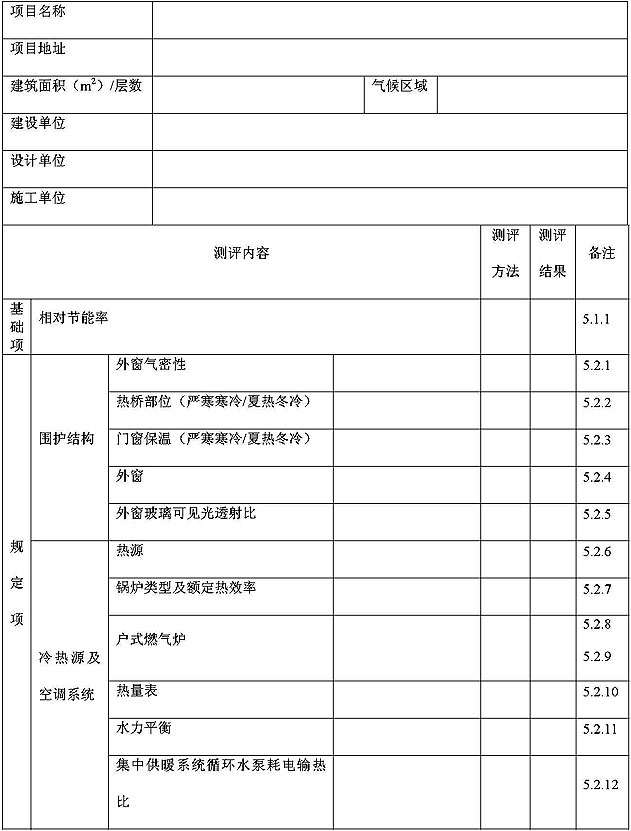 项目名称
项目地址
建筑面积（m²）/层数 气候区域
建设单位
设计单位
施工单位
测评内容 测评方法 测评结果 备注
基础项 相对节能率 5.1.1
规定项 围护结构 外窗气密性 5.2.1
热桥部位（严寒寒冷/夏热冬冷） 5.2.2
门窗保温（严寒寒冷/夏热冬冷） 5.2.3
外窗 5.2.4
外窗玻璃可见光透射比 5.2.5
冷热源及空调系统 热源 5.2.6
锅炉类型及额定热效率 5.2.7
户式燃气炉 5.2.8
5.2.9
热量表 5.2.10
水力平衡 5.2.11
集中供暖系统循环水泵耗电输热比 5.2.12